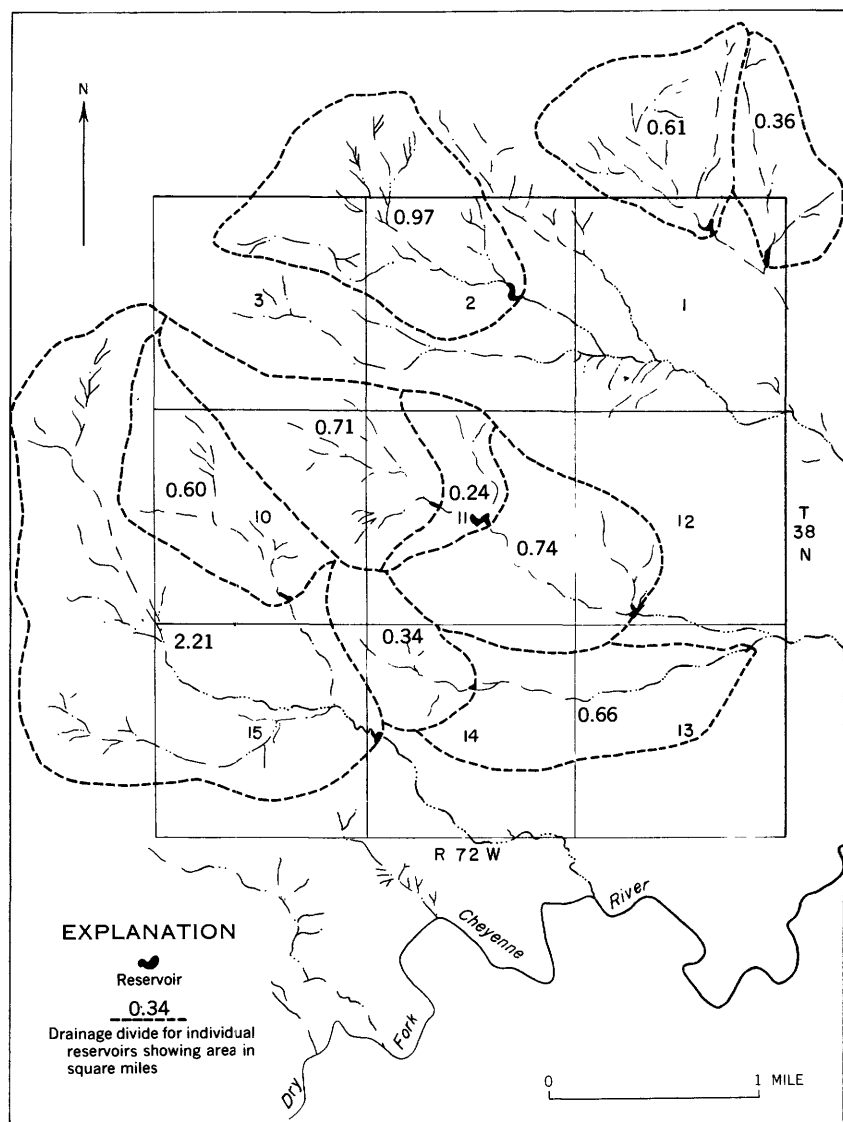 N
0.61
0.36
0.97
3
2
1
0.71
0.60
10
0.24
11
0.74
12
T
38
N
2.21
0.34
15
14
0.66
13
R 72 W
Dry Fork Cheyenne River
EXPLANATION
Reservoir
0.34
Drainage divide for individual
reservoirs showing area in
square miles
0 1 MILE